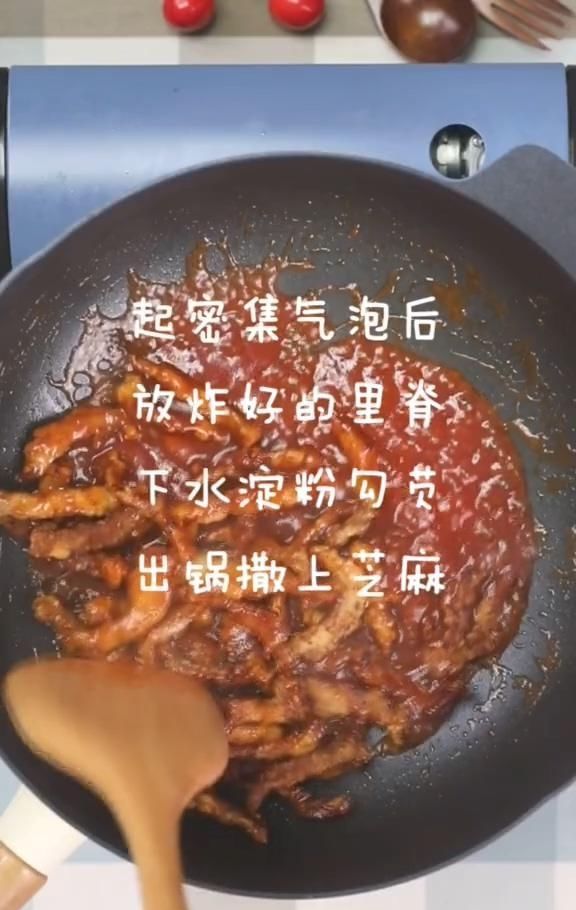 起密集气泡后
放炸好的里脊
下水淀粉勾芡
出锅撒上芝麻